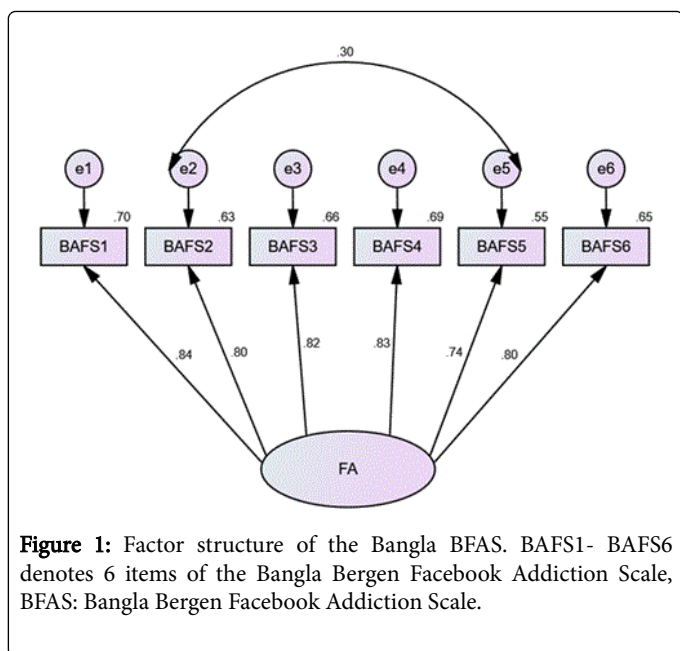 .30
e1 e2 e3 e4 e5 e6
.70 .63 .66 .69 .55 .65
BAFS1 BAFS2 BAFS3 BAFS4 BAFS5 BAFS6
.84 .80 .82 .83 .74 .80
FA
Figure 1: Factor structure of the Bangla BFAS. BAFS1- BAFS6
denotes 6 items of the Bangla Bergen Facebook Addiction Scale,
BFAS: Bangla Bergen Facebook Addiction Scale.